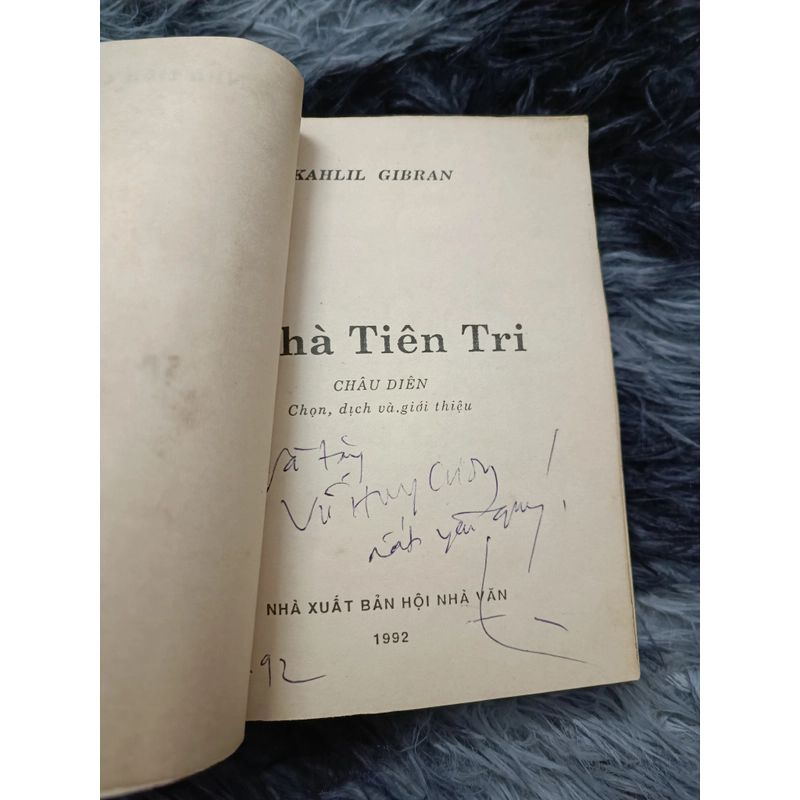 KAHLIL GIBRAN
hà Tiên Tri
CHÂU DIÊN
Chọn, dịch và giới thiệu
Vũ Huy Cương
rất yêu quý!
NHÀ XUẤT BẢN HỘI NHÀ VĂN
1992
92